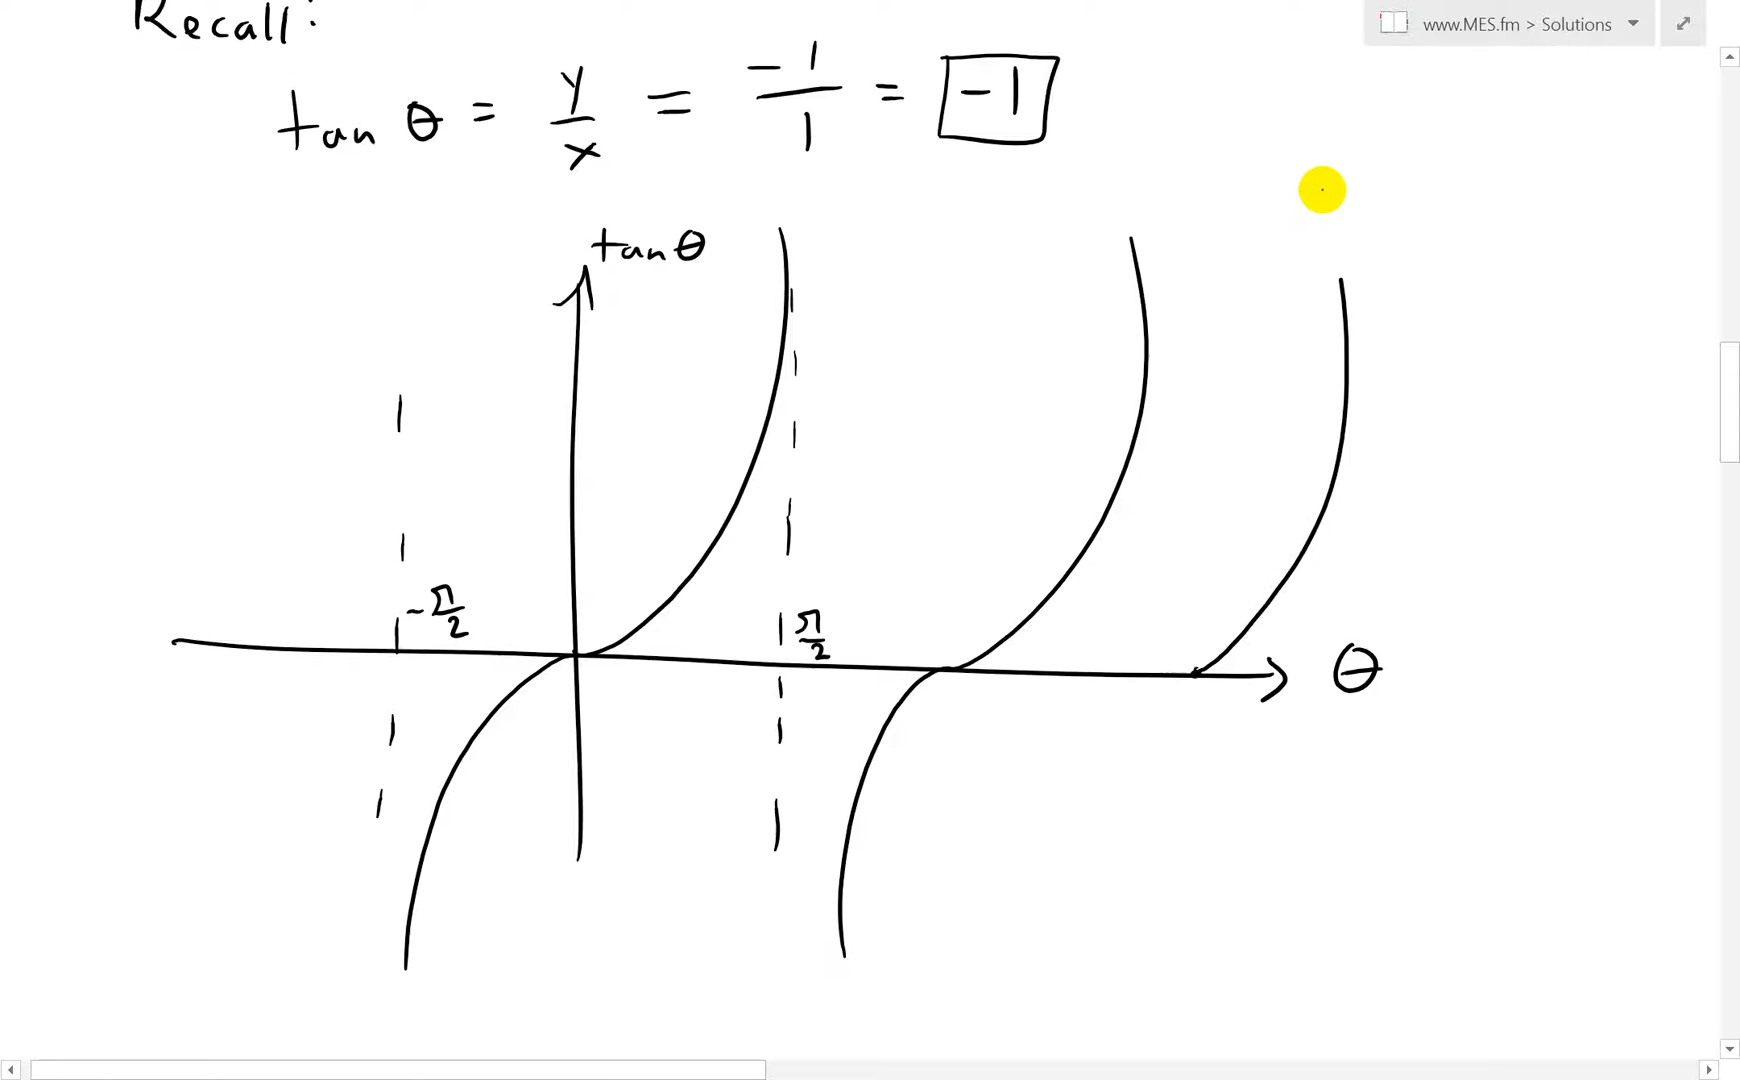 www.MES.fm > Solutions
Recall:
tan θ = y/x = -1/1 = -1
tan θ
-π/2
π/2
θ